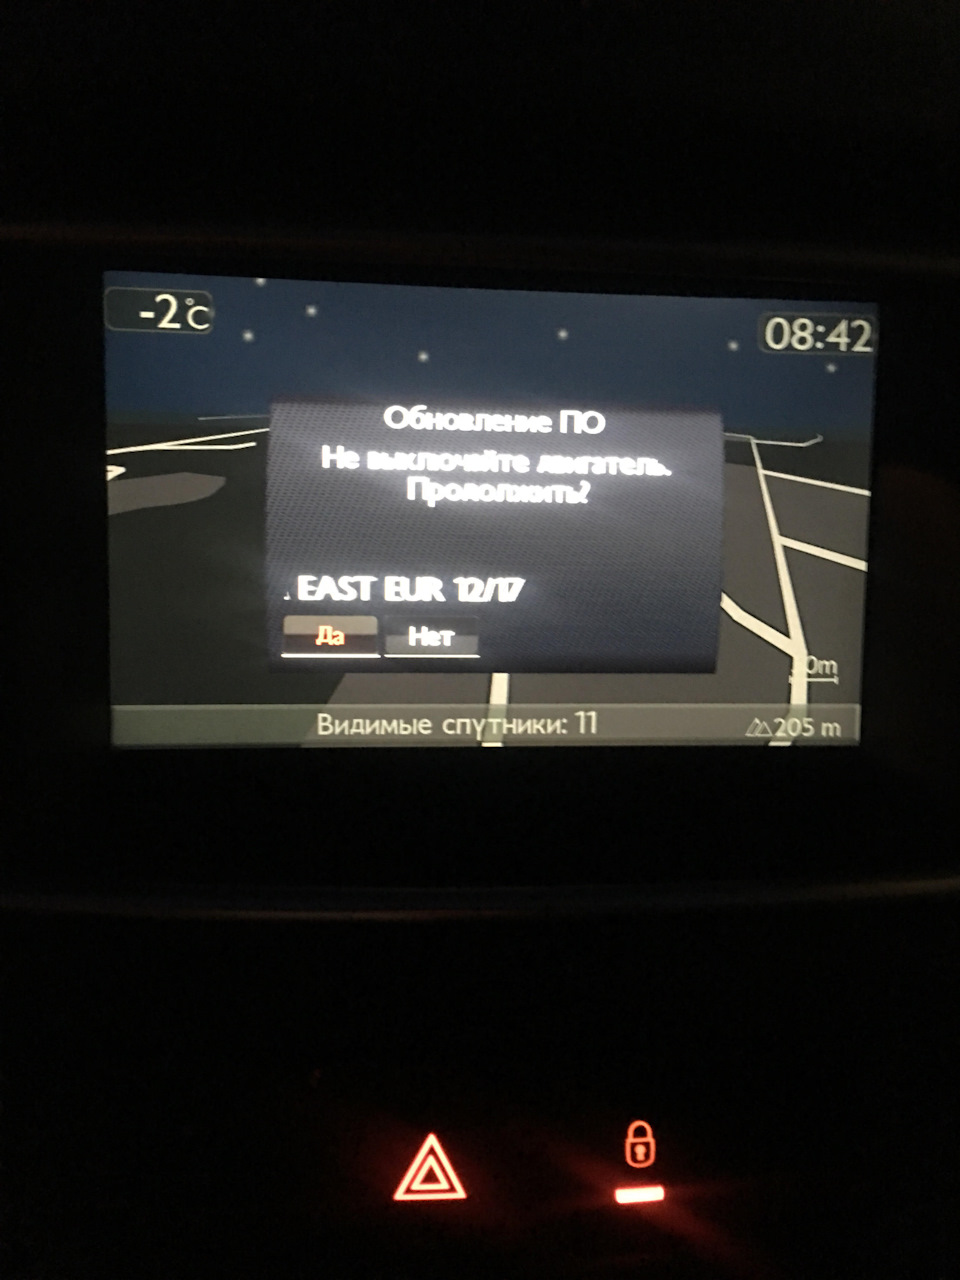 -2°C
08:42
Обновление ПО
Не выключайте двигатель.
Продолжить?
. EAST EUR 12/17
Да Нет
Видимые спутники: 11
205 m